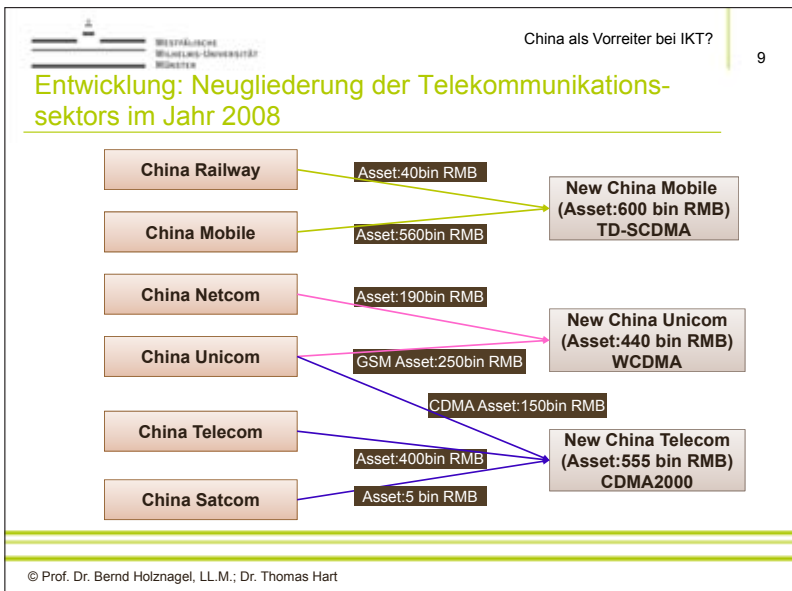 WESTFÄLISCHE
WILHELMS-UNIVERSITÄT
MÜNSTER
China als Vorreiter bei IKT?
9
Entwicklung: Neugliederung der Telekommunikations-
sektors im Jahr 2008
China Railway
Asset:40bin RMB
China Mobile
Asset:560bin RMB
New China Mobile
(Asset:600 bin RMB)
TD-SCDMA
China Netcom
Asset:190bin RMB
China Unicom
GSM Asset:250bin RMB
New China Unicom
(Asset:440 bin RMB)
WCDMA
CDMA Asset:150bin RMB
China Telecom
Asset:400bin RMB
China Satcom
Asset:5 bin RMB
New China Telecom
(Asset:555 bin RMB)
CDMA2000
© Prof. Dr. Bernd Holznagel, LL.M.; Dr. Thomas Hart